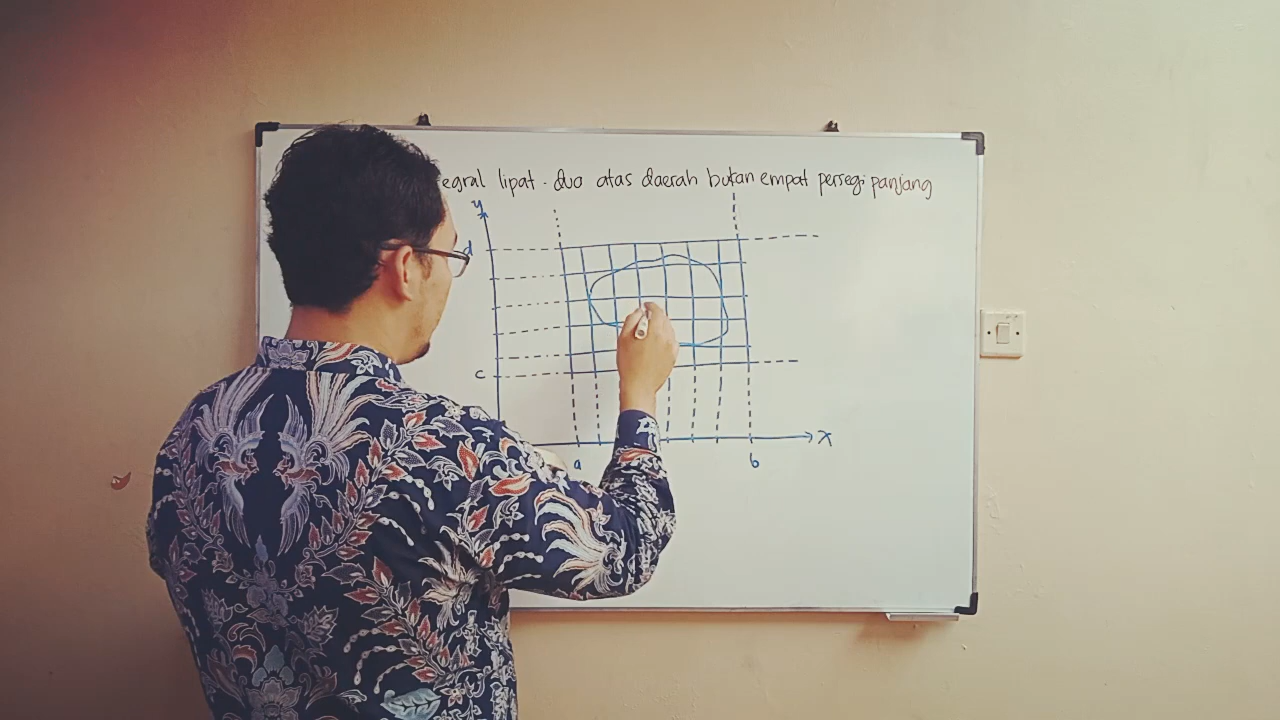 egral lipat-dua atas daerah bukan empat persegi panjang
y
d
c
x
a
b